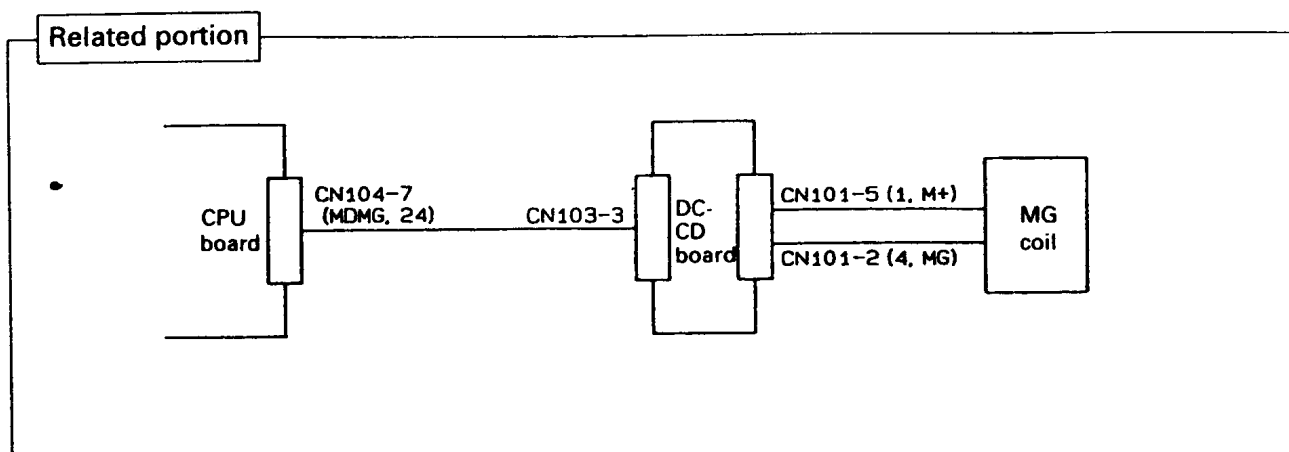 Related portion
CPU
board
CN104-7
(MDMG, 24)
CN103-3
DC-
CD
board
CN101-5 (1, M+)
CN101-2 (4, MG)
MG
coil